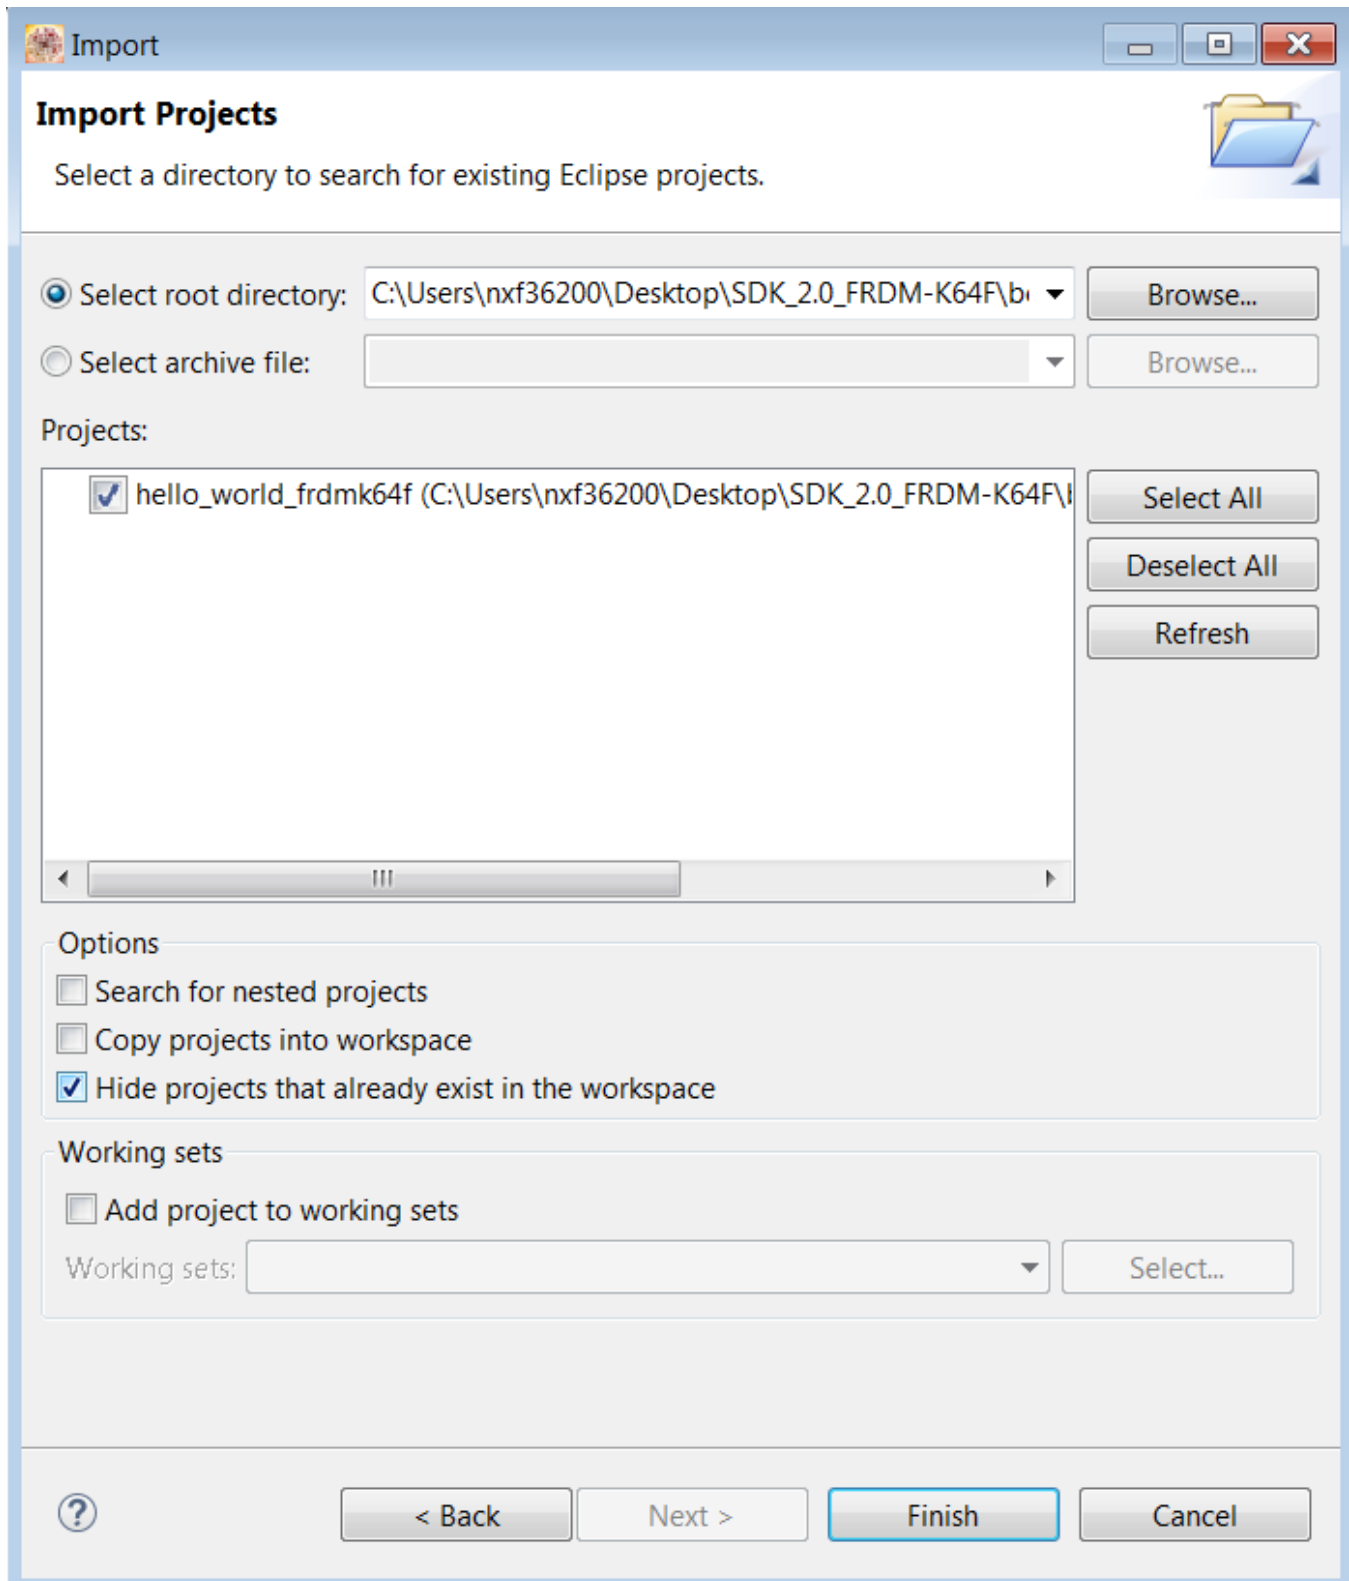 Import
Import Projects
Select a directory to search for existing Eclipse projects.
Select root directory: C:\Users\nxf36200\Desktop\SDK_2.0_FRDM-K64F\b Browse...
Select archive file: Browse...
Projects:
hello_world_frdmk64f (C:\Users\nxf36200\Desktop\SDK_2.0_FRDM-K64F\ Select All
Deselect All
Refresh
Options
Search for nested projects
Copy projects into workspace
Hide projects that already exist in the workspace
Working sets
Add project to working sets
Working sets: Select...
? < Back Next > Finish Cancel